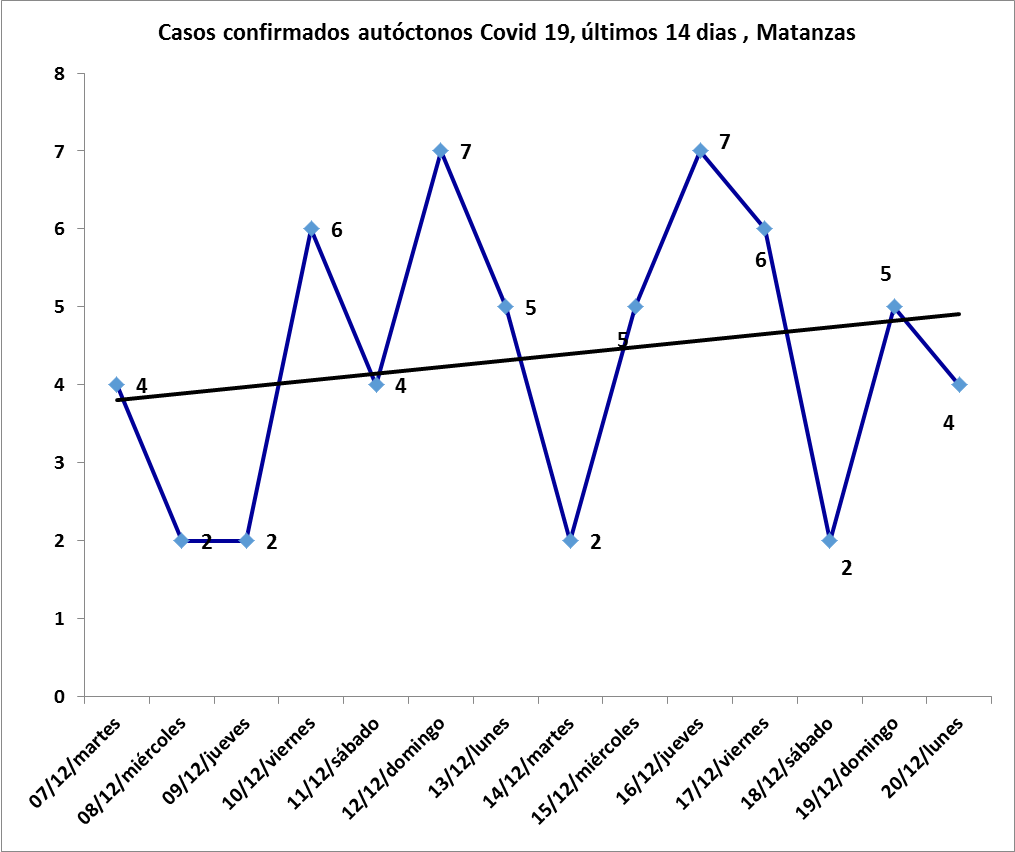 Casos confirmados autóctonos Covid 19, últimos 14 dias , Matanzas
8
7
6
5
4
3
2
1
0
4
2
2
6
4
7
5
2
5
7
6
2
5
4
07/12/martes
08/12/miércoles
09/12/jueves
10/12/viernes
11/12/sábado
12/12/domingo
13/12/lunes
14/12/martes
15/12/miércoles
16/12/jueves
17/12/viernes
18/12/sábado
19/12/domingo
20/12/lunes